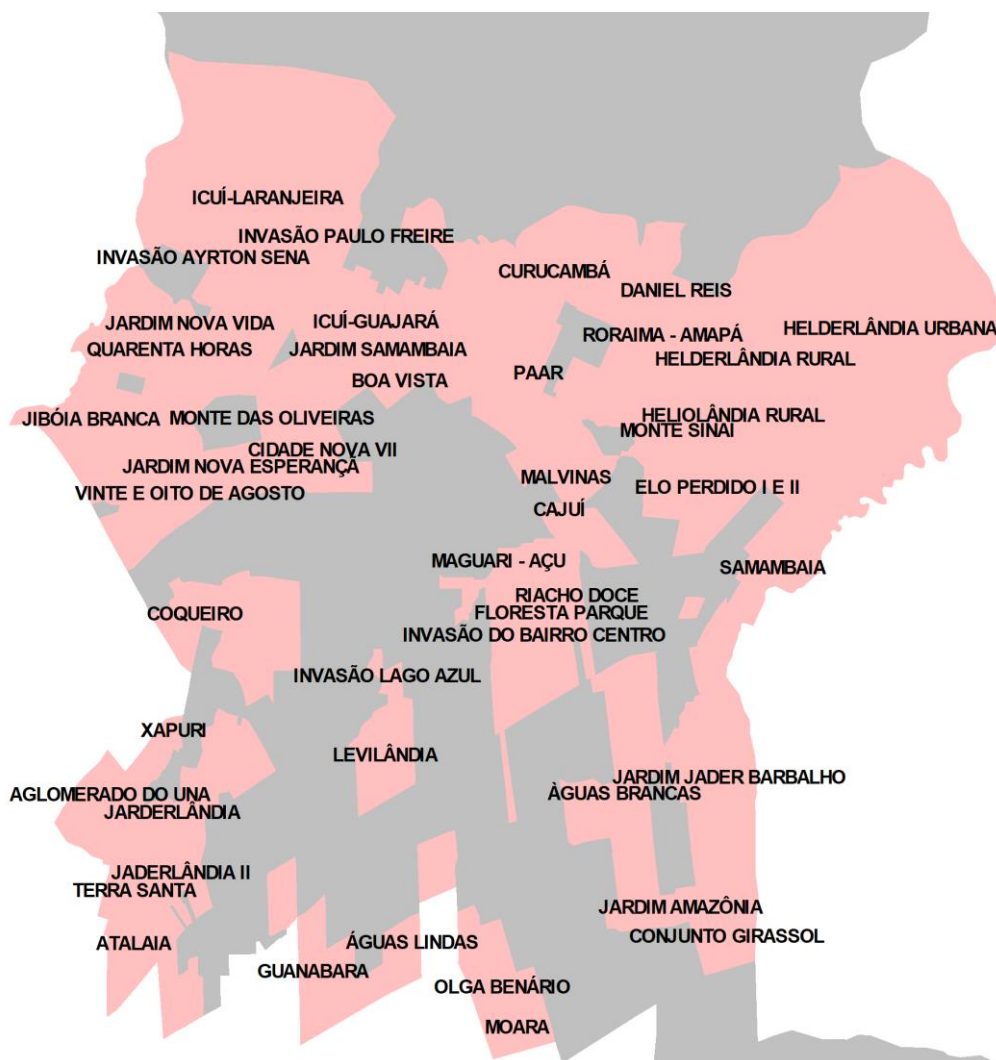 ICUÍ-LARANJEIRA
INVASÃO PAULO FREIRE
INVASÃO AYRTON SENA
CURUCAMBÁ
DANIEL REIS
JARDIM NOVA VIDA
ICUÍ-GUAJARÁ
RORAIMA - AMAPÁ
HELDERLÂNDIA URBANA
QUARENTA HORAS
JARDIM SAMAMBAIA
HELDERLÂNDIA RURAL
BOA VISTA
PAAR
JIBÓIA BRANCA
MONTE DAS OLIVEIRAS
HELIOLÂNDIA RURAL
MONTE SINAI
CIDADE NOVA VII
JARDIM NOVA ESPERANÇÃ
MALVINAS
ELO PERDIDO I E II
VINTE E OITO DE AGOSTO
CAJUÍ
MAGUARI - AÇU
SAMAMBAIA
RIACHO DOCE
COQUEIRO
FLORESTA PARQUE
INVASÃO DO BAIRRO CENTRO
INVASÃO LAGO AZUL
XAPURI
LEVILÂNDIA
JARDIM JADER BARBALHO
AGLOMERADO DO UNA
ÀGUAS BRANCAS
JARDERLÂNDIA
JADERLÂNDIA II
TERRA SANTA
JARDIM AMAZÔNIA
ATALAIA
ÁGUAS LINDAS
CONJUNTO GIRASSOL
GUANABARA
OLGA BENÁRIO
MOARA